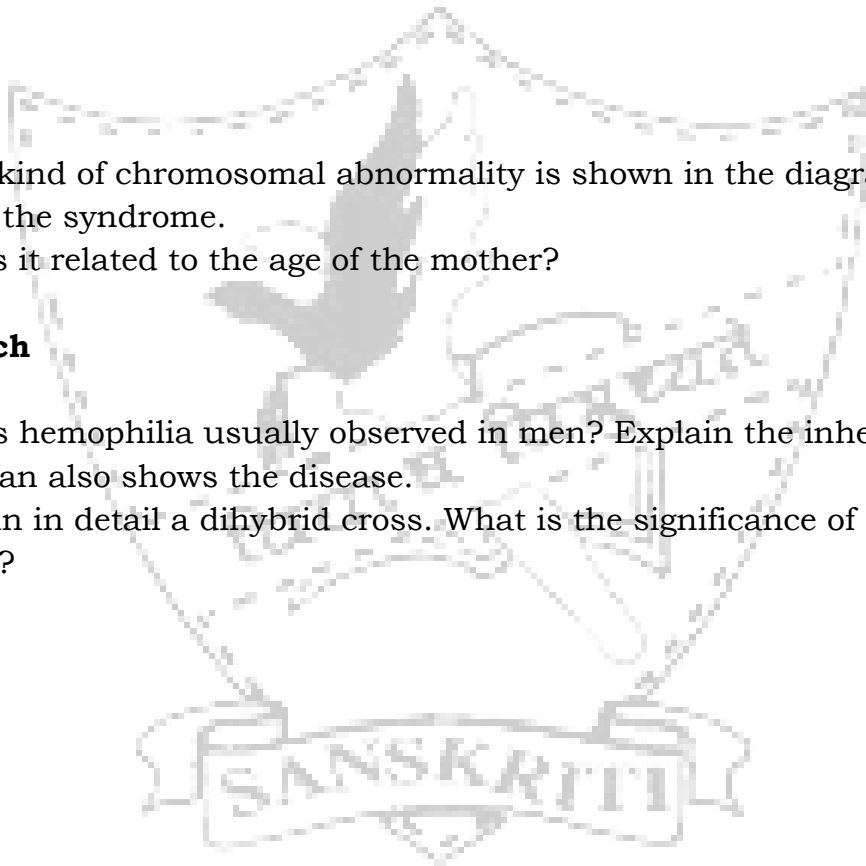 kind of chromosomal abnormality is shown in the diagr
the syndrome.
s it related to the age of the mother?
ch
s hemophilia usually observed in men? Explain the inhe
an also shows the disease.
in in detail a dihybrid cross. What is the significance of
?
SANSKRITI